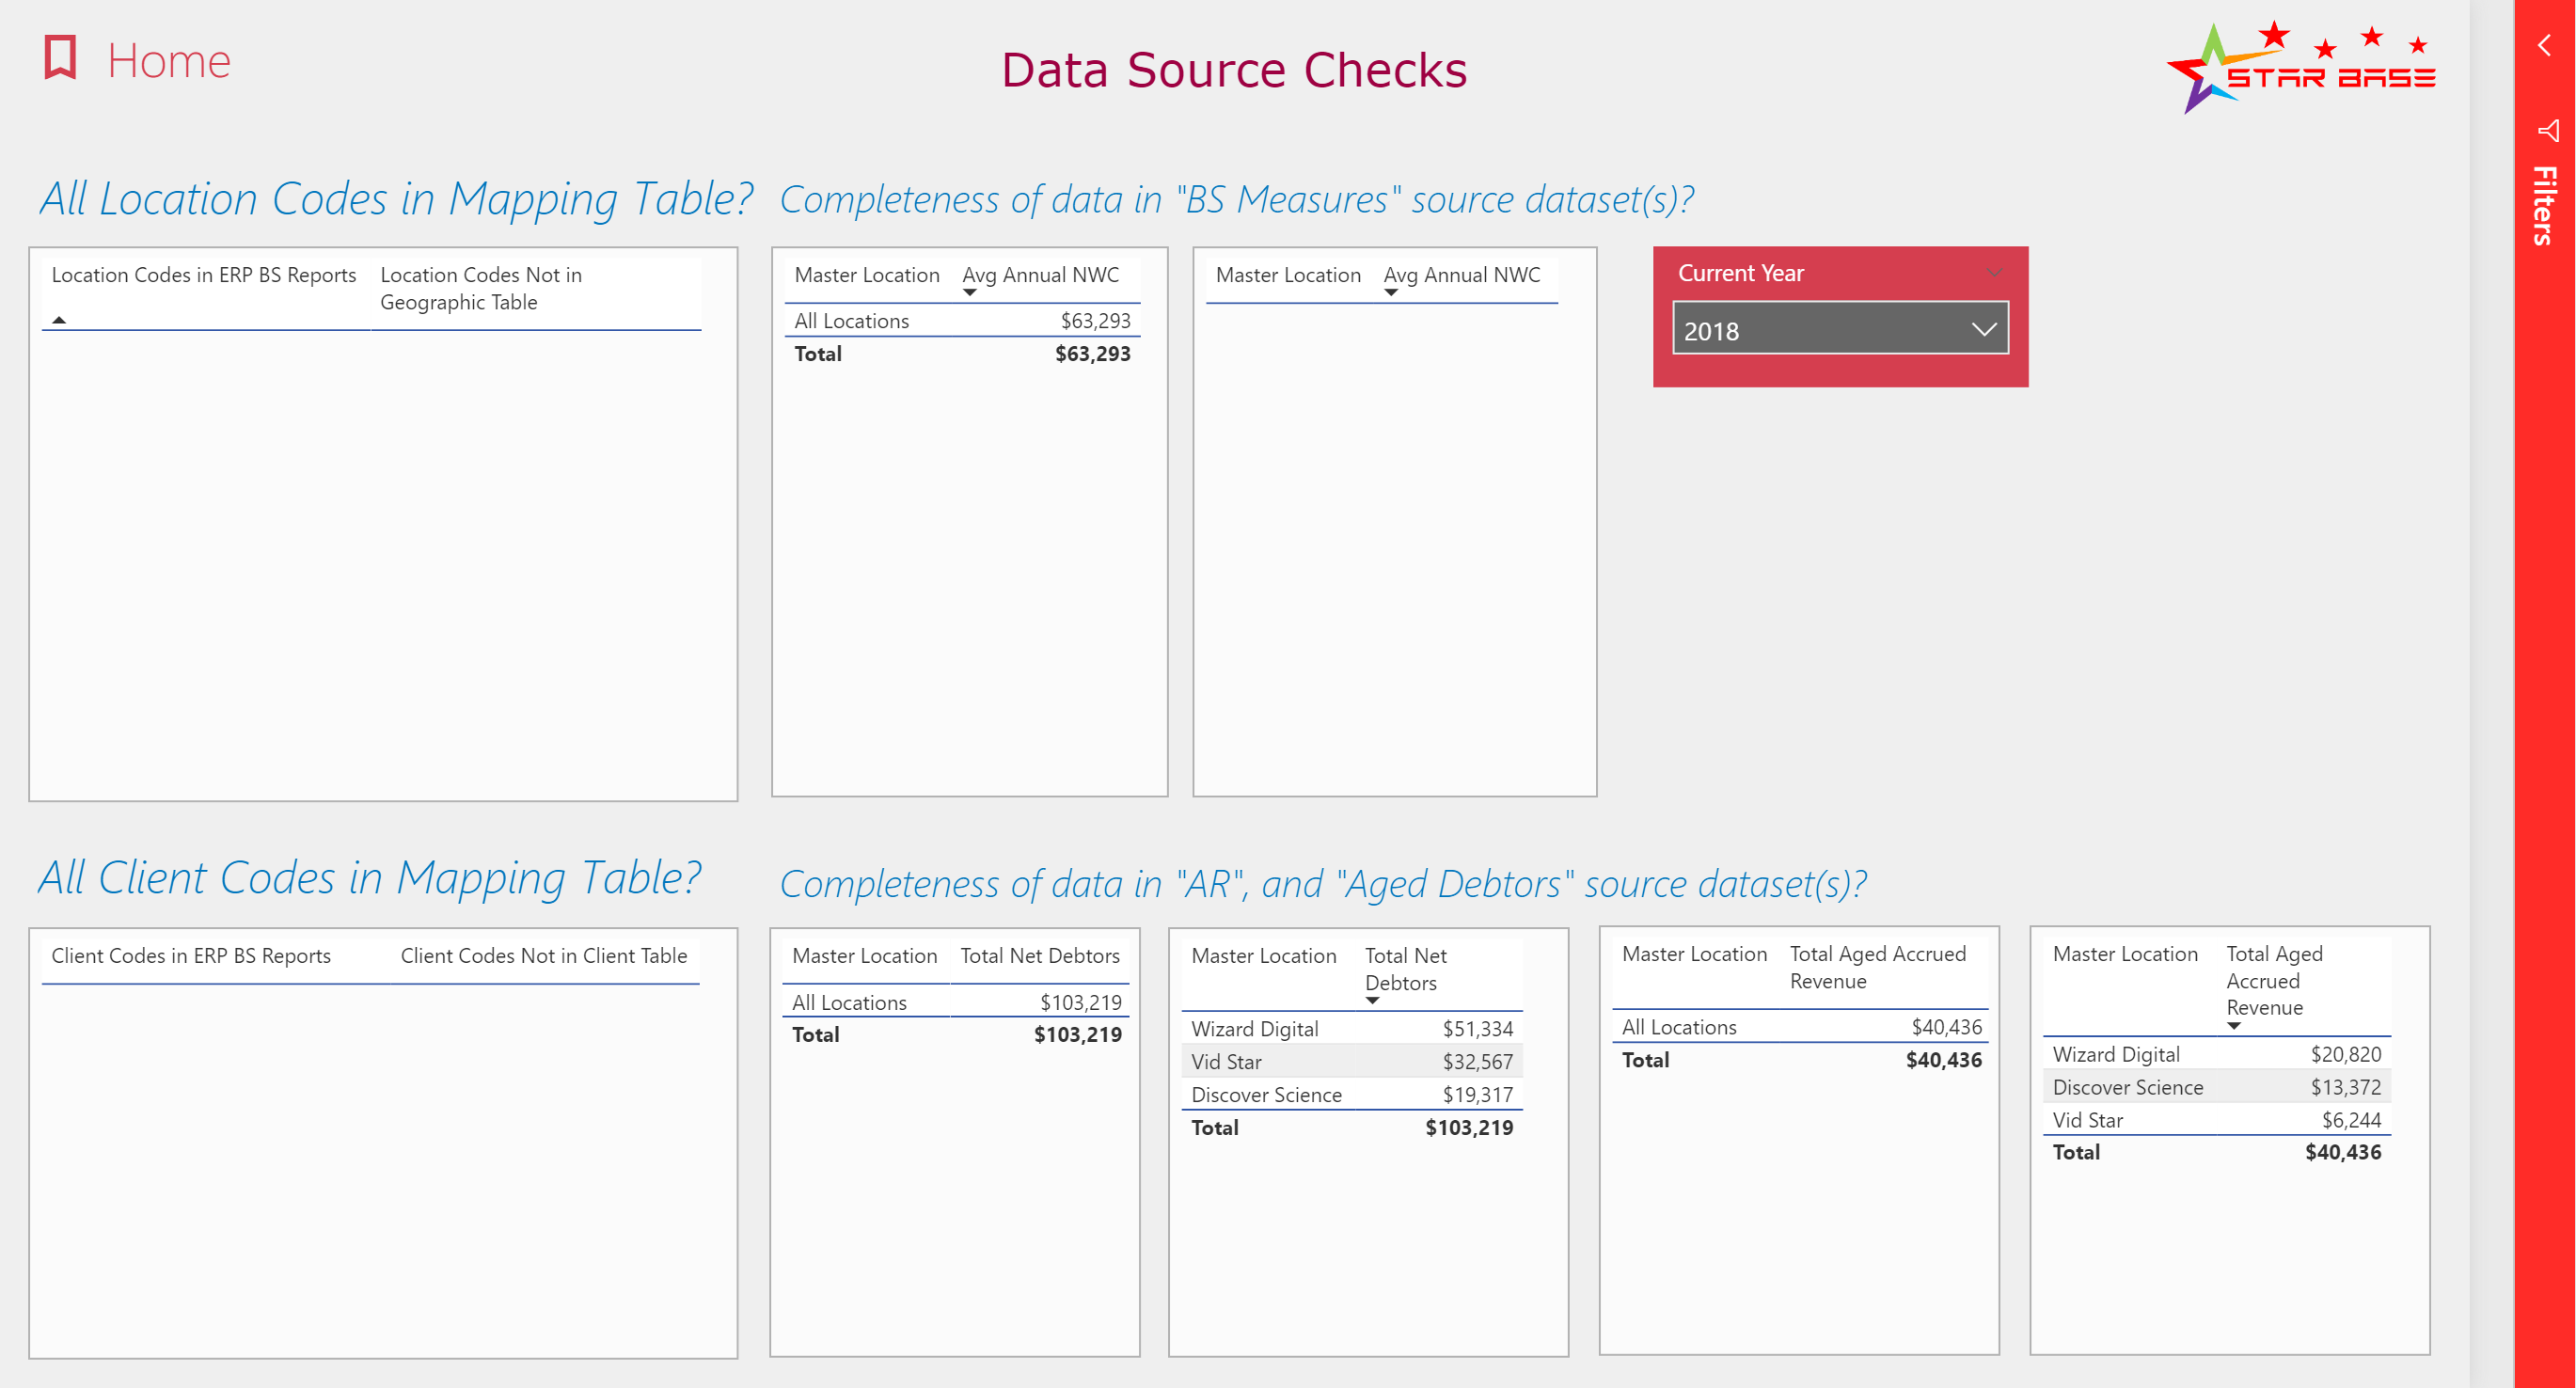 Home
Data Source Checks
STAR BASE
Filters
All Location Codes in Mapping Table?
Completeness of data in "BS Measures" source dataset(s)?
Location Codes in ERP BS Reports
Location Codes Not in
Geographic Table
Master Location Avg Annual NWC
All Locations $63,293
Total $63,293
Master Location Avg Annual NWC
Current Year
2018
All Client Codes in Mapping Table?
Completeness of data in "AR", and "Aged Debtors" source dataset(s)?
Client Codes in ERP BS Reports Client Codes Not in Client Table
Master Location Total Net Debtors
All Locations $103,219
Total $103,219
Master Location Total Net
Debtors
Wizard Digital $51,334
Vid Star $32,567
Discover Science $19,317
Total $103,219
Master Location Total Aged Accrued
Revenue
All Locations $40,436
Total $40,436
Master Location Total Aged
Accrued
Revenue
Wizard Digital $20,820
Discover Science $13,372
Vid Star $6,244
Total $40,436